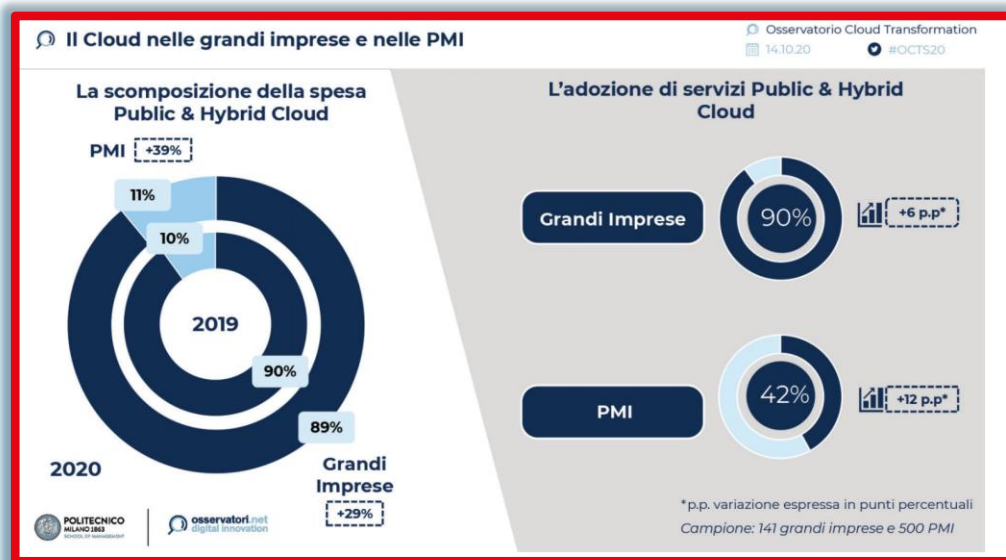 Il Cloud nelle grandi imprese e nelle PMI
Osservatorio Cloud Transformation
14.10.20 #OCTS20
La scomposizione della spesa
Public & Hybrid Cloud
PMI +39%
11%
10%
2019
90%
89%
2020
Grandi
Imprese
+29%
L'adozione di servizi Public & Hybrid
Cloud
Grandi Imprese
90%
+6 p.p*
PMI
42%
+12 p.p*
*p.p. variazione espressa in punti percentuali
Campione: 141 grandi imprese e 500 PMI
POLITECNICO
MILANO 1863
SCHOOL OF MANAGEMENT
osservatori.net
digital innovation